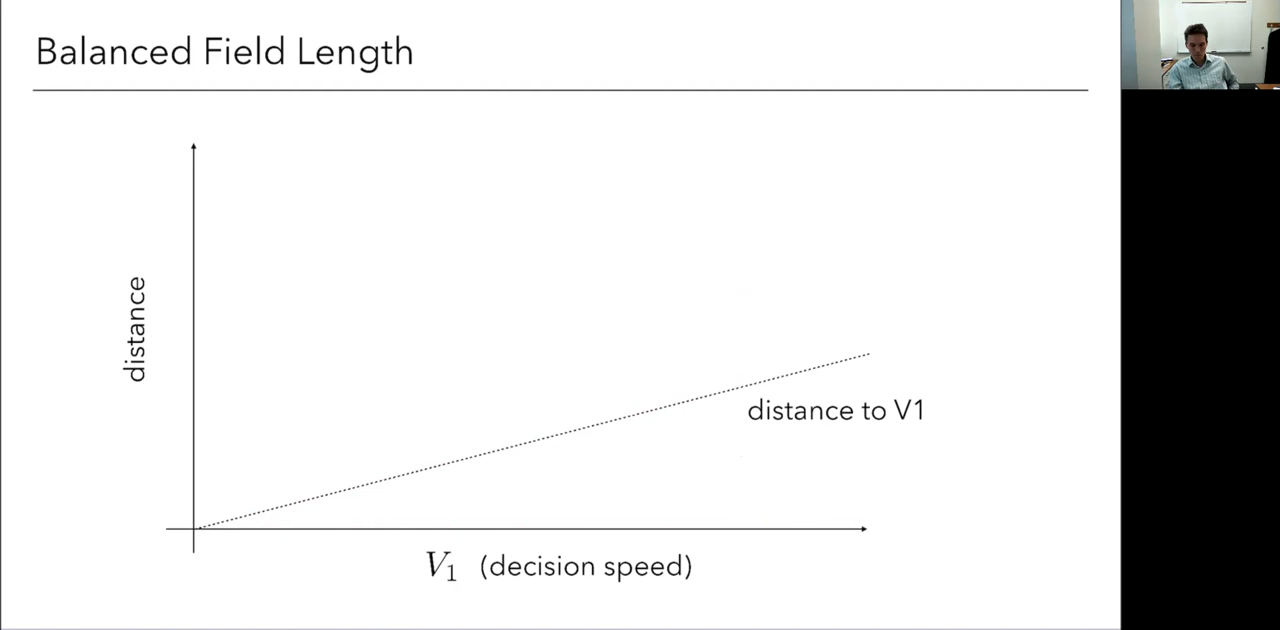 Balanced Field Length
distance
distance to V1
V₁ (decision speed)